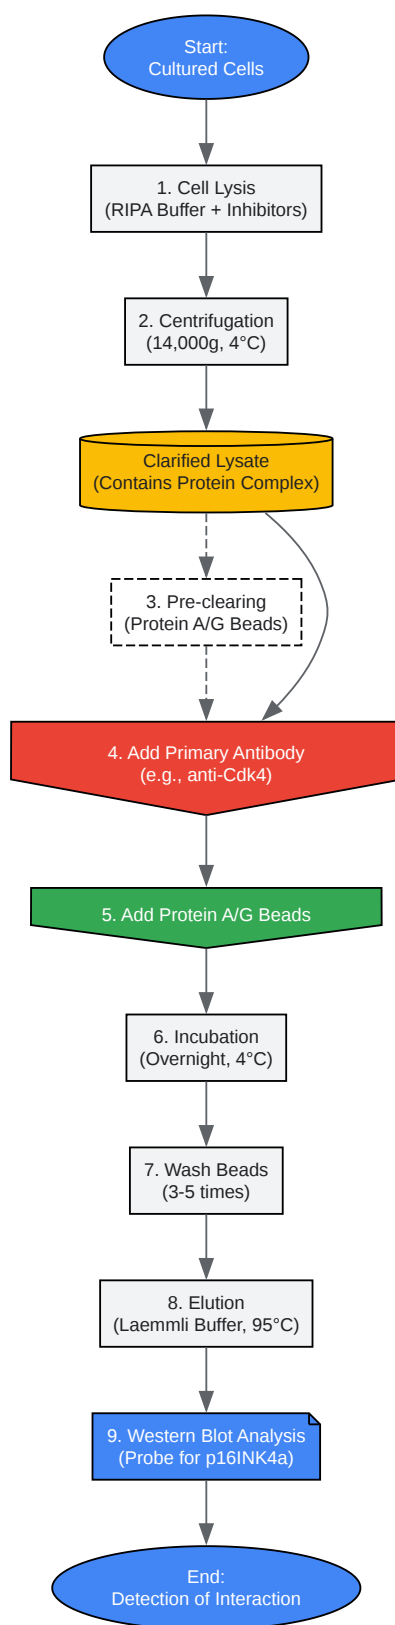 Start:
Cultured Cells
1. Cell Lysis
(RIPA Buffer + Inhibitors)
2. Centrifugation
(14,000g, 4°C)
Clarified Lysate
(Contains Protein Complex)
3. Pre-clearing
(Protein A/G Beads)
4. Add Primary Antibody
(e.g., anti-Cdk4)
5. Add Protein A/G Beads
6. Incubation
(Overnight, 4°C)
7. Wash Beads
(3-5 times)
8. Elution
(Laemmli Buffer, 95°C)
9. Western Blot Analysis
(Probe for p16INK4a)
End:
Detection of Interaction